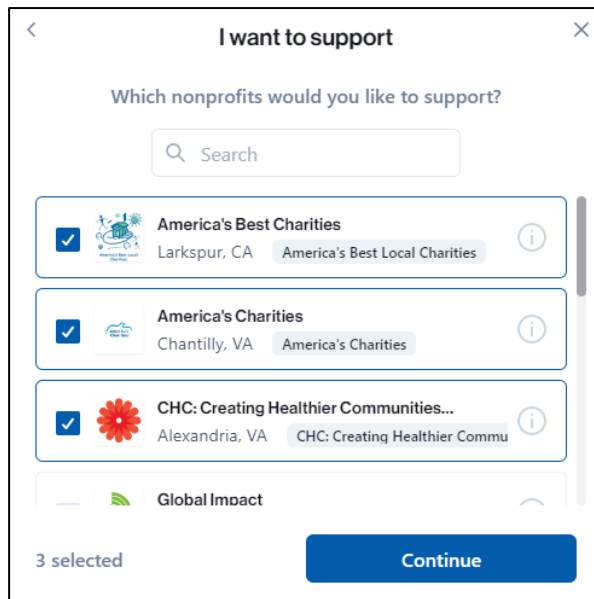 I want to support
Which nonprofits would you like to support?
Search
America's Best Charities
Larkspur, CA America's Best Local Charities
America's Charities
Chantilly, VA America's Charities
CHC: Creating Healthier Communities...
Alexandria, VA CHC: Creating Healthier Commu
Global Impact
3 selected Continue